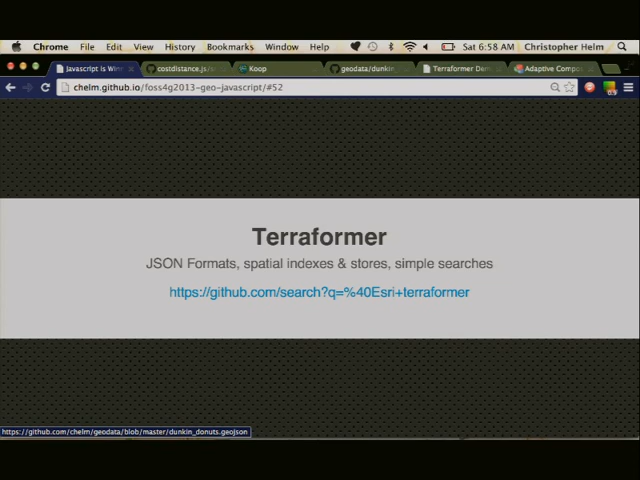 Chrome File Edit View History Bookmarks Window Help Sat 6:58 AM Christopher Helm
Javascript is Winn costdistance.js/ Koop geodata/dunkin_ Terraformer Dem Adaptive Compo
chelm.github.io/foss4g2013-geo-javascript/#52
Terraformer
JSON Formats, spatial indexes & stores, simple searches
https://github.com/search?q=%40Esri+terraformer
https://github.com/chelm/geodata/blob/master/dunkin_donuts.geojson